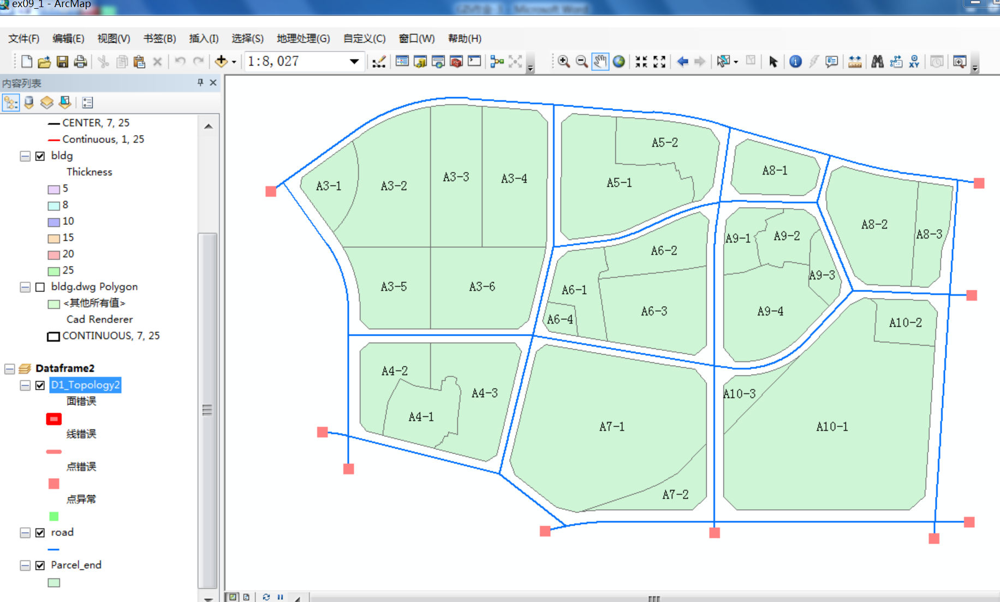 ex09_1 - ArcMap
文件(F) 编辑(E) 视图(V) 书签(B) 插入(I) 选择(S) 地理处理(G) 自定义(C) 窗口(W) 帮助(H)
1:8,027
内容列表
CENTER, 7, 25
Continuous, 1, 25
bldg
Thickness
5
8
10
15
20
25
bldg.dwg Polygon
<其他所有值>
Cad Renderer
CONTINUOUS, 7, 25
Dataframe2
D1_Topology2
面错误
线错误
点错误
点异常
road
Parcel_end
A5-2
A8-1
A3-1
A3-2
A3-3
A3-4
A5-1
A8-2
A8-3
A9-1
A9-2
A6-2
A9-3
A3-5
A3-6
A6-1
A6-3
A6-4
A9-4
A10-2
A4-2
A4-3
A10-3
A4-1
A7-1
A10-1
A7-2